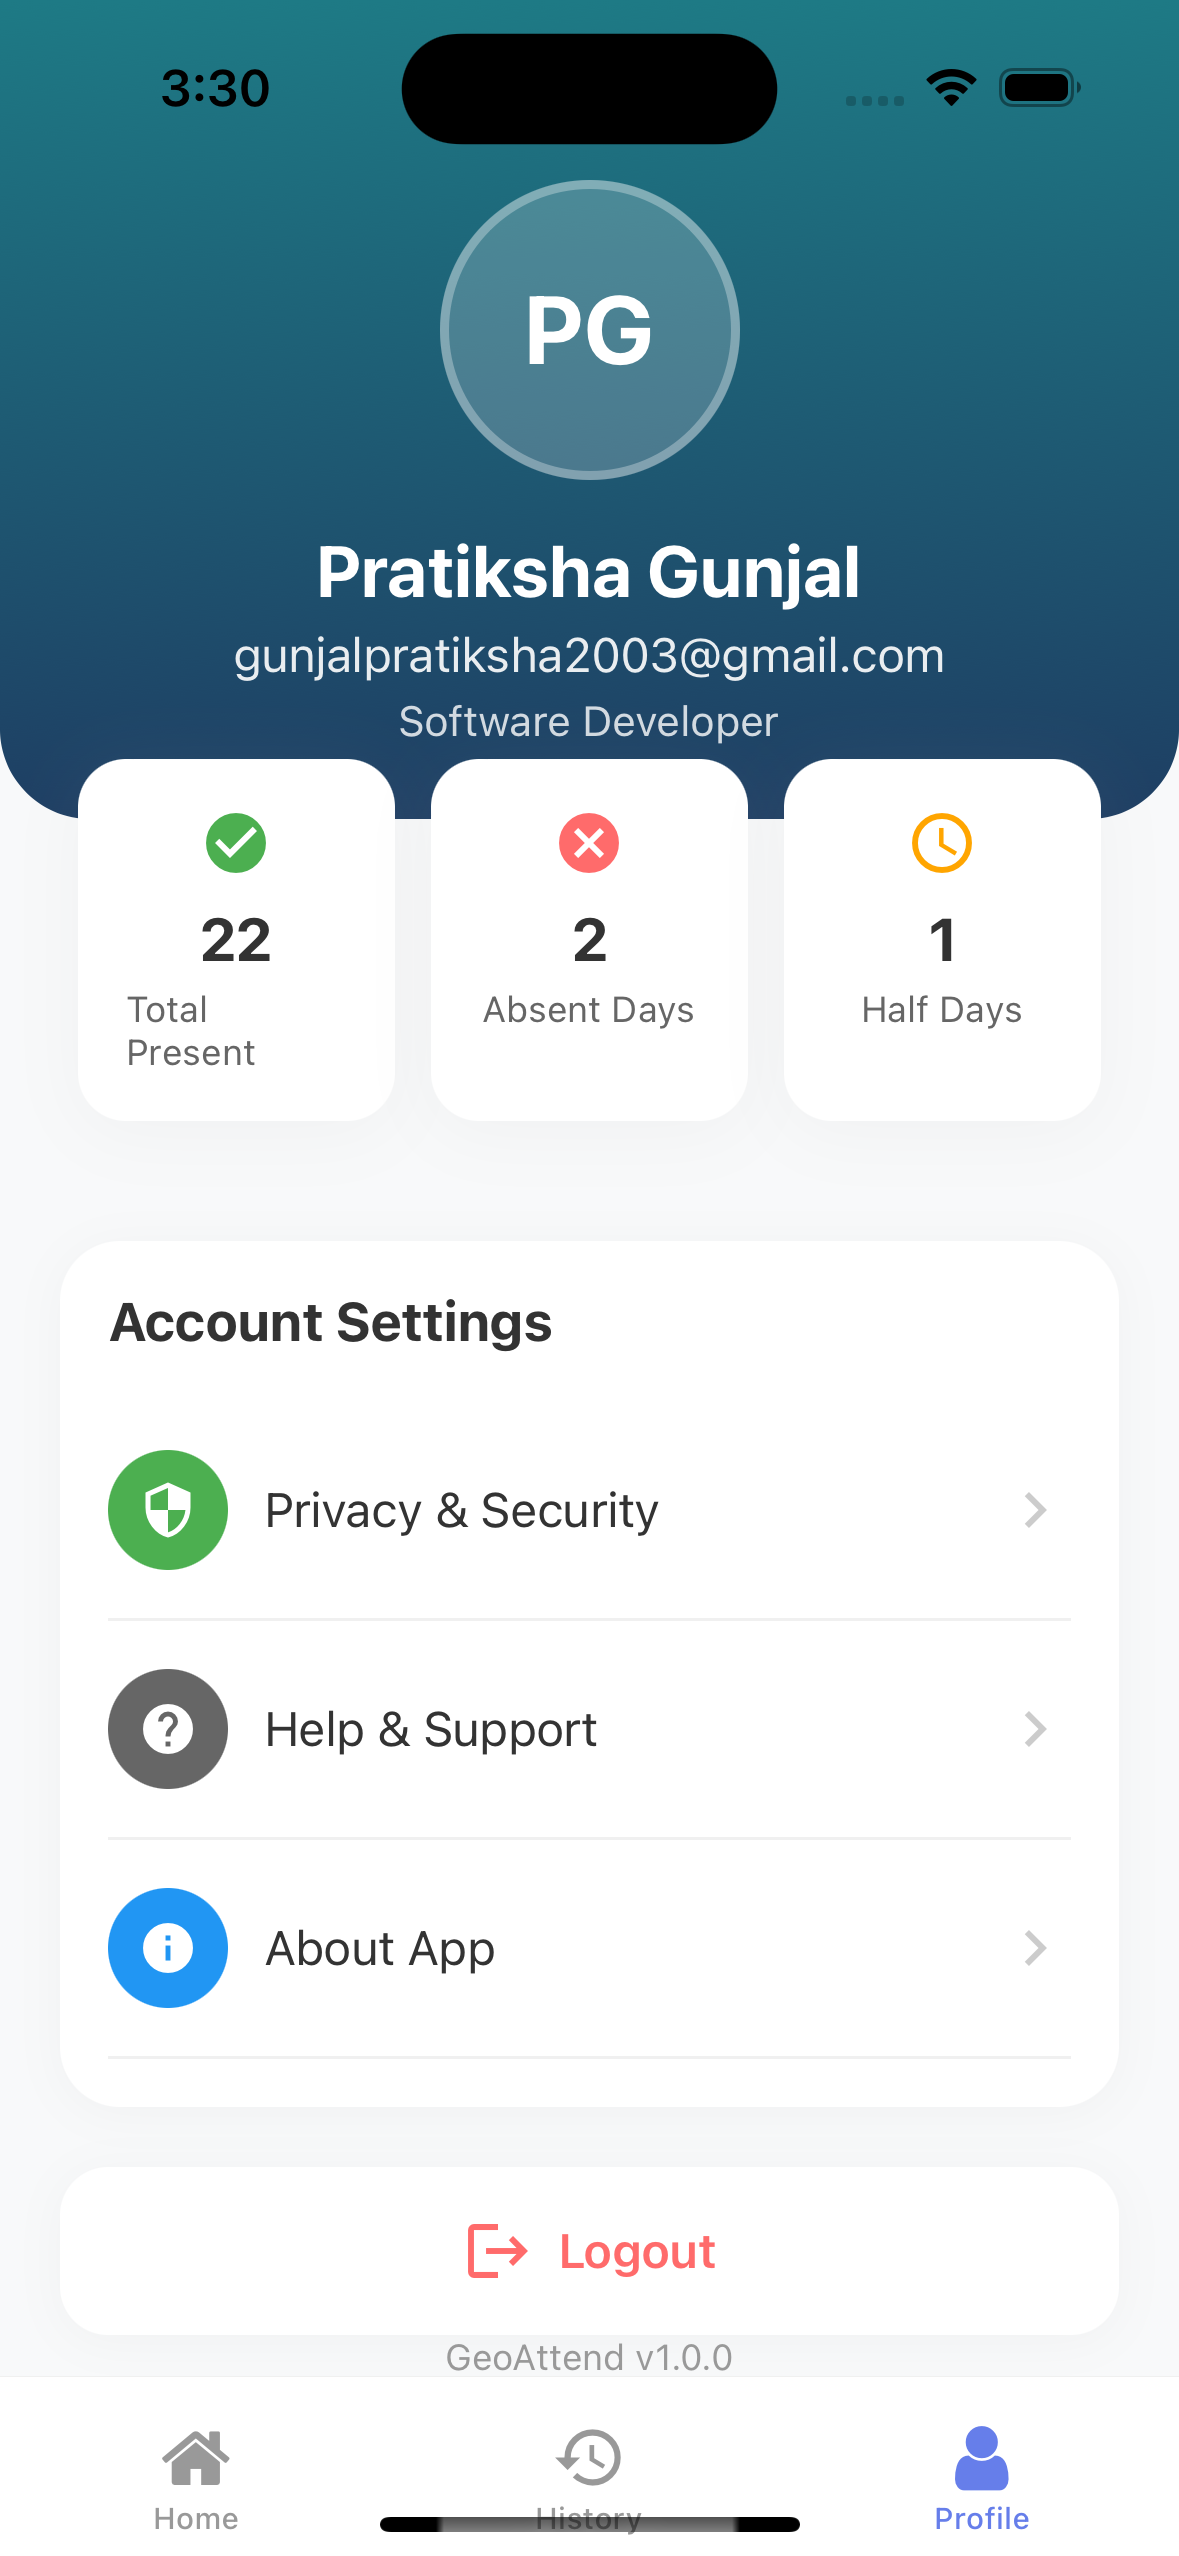 3:30
PG
Pratiksha Gunjal
gunjalpratiksha2003@gmail.com
Software Developer
22
Total
Present
2
Absent Days
1
Half Days
Account Settings
Privacy & Security
Help & Support
About App
Logout
GeoAttend v1.0.0
Home
History
Profile